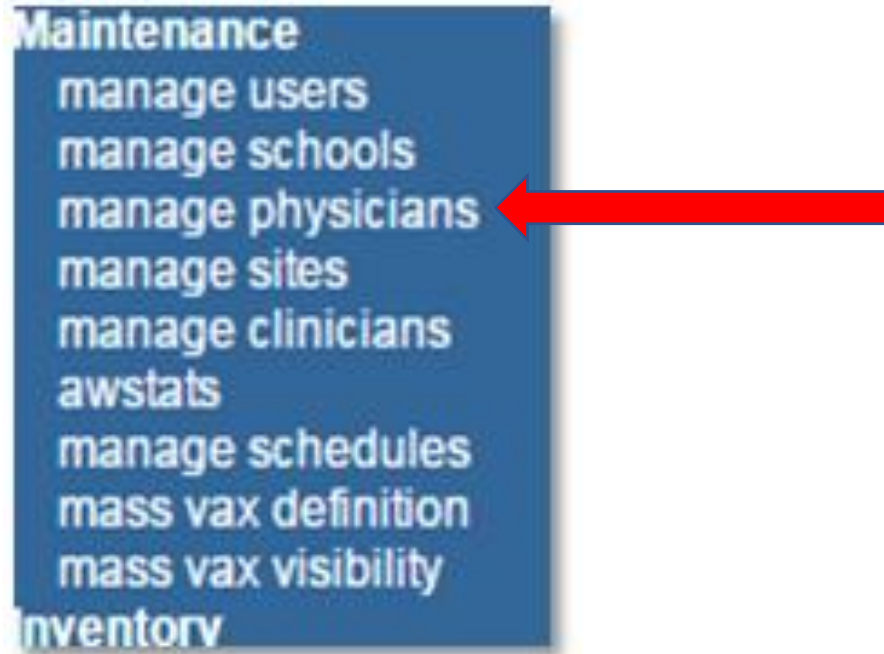 Maintenance
manage users
manage schools
manage physicians
manage sites
manage clinicians
awstats
manage schedules
mass vax definition
mass vax visibility
Inventory